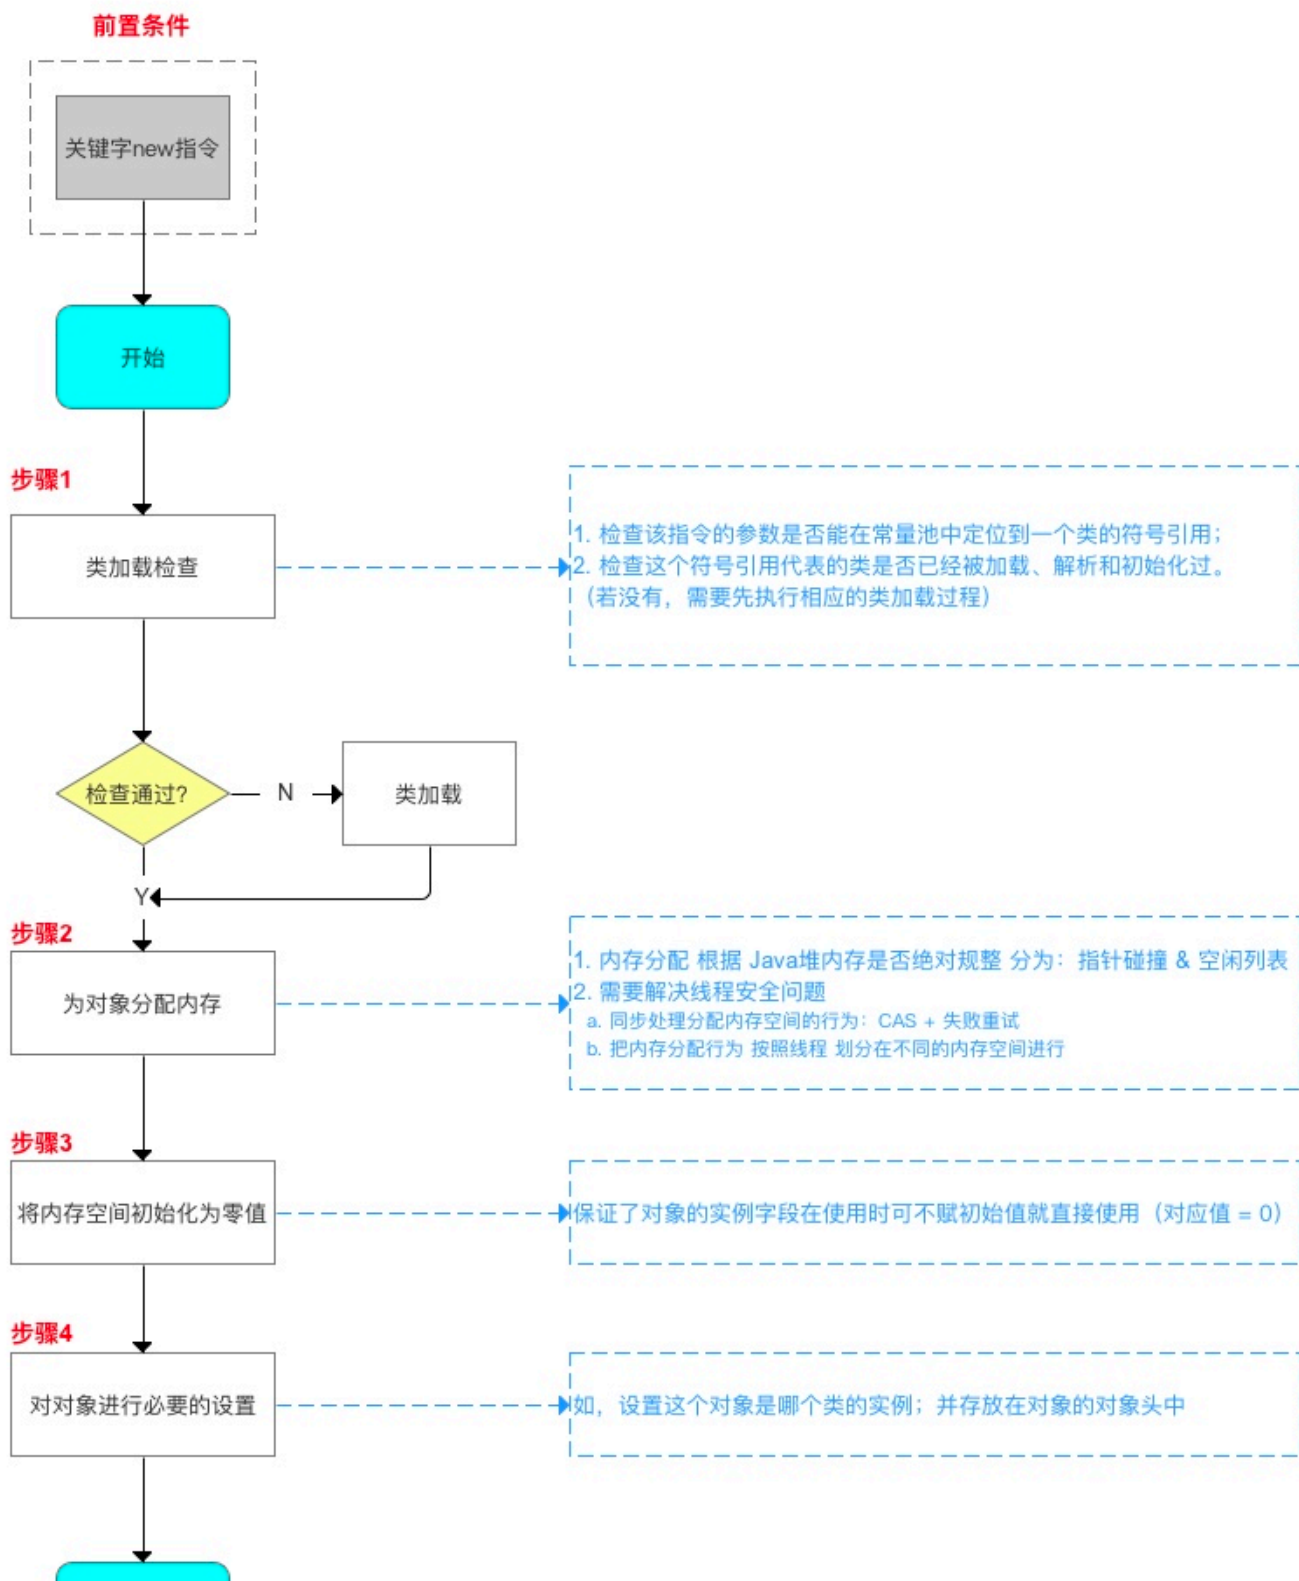 前置条件
关键字new指令
开始
步骤1
类加载检查
1. 检查该指令的参数是否能在常量池中定位到一个类的符号引用；
2. 检查这个符号引用代表的类是否已经被加载、解析和初始化过。
（若没有，需要先执行相应的类加载过程）
检查通过?
N
类加载
Y
步骤2
为对象分配内存
1. 内存分配 根据 Java堆内存是否绝对规整 分为：指针碰撞 & 空闲列表
2. 需要解决线程安全问题
a. 同步处理分配内存空间的行为：CAS + 失败重试
b. 把内存分配行为 按照线程 划分在不同的内存空间进行
步骤3
将内存空间初始化为零值
保证了对象的实例字段在使用时可不赋初始值就直接使用（对应值 = 0）
步骤4
对对象进行必要的设置
如，设置这个对象是哪个类的实例；并存放在对象的对象头中